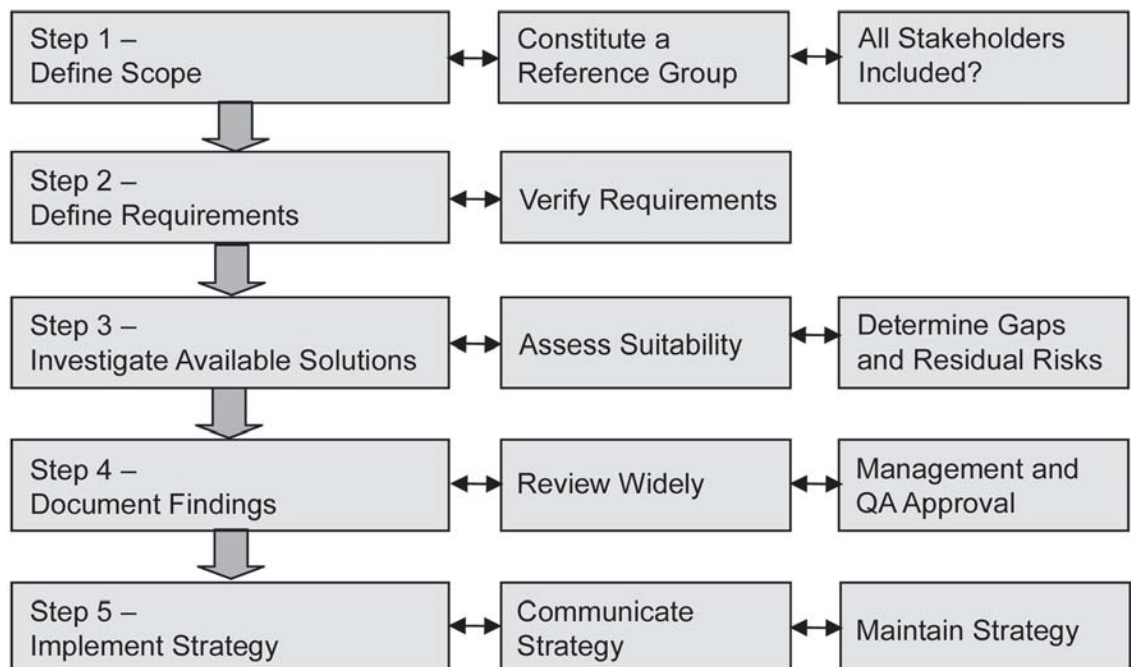 Step 1 –
Define Scope
Constitute a
Reference Group
All Stakeholders
Included?
Step 2 –
Define Requirements
Verify Requirements
Step 3 –
Investigate Available Solutions
Assess Suitability
Determine Gaps
and Residual Risks
Step 4 –
Document Findings
Review Widely
Management and
QA Approval
Step 5 –
Implement Strategy
Communicate
Strategy
Maintain Strategy